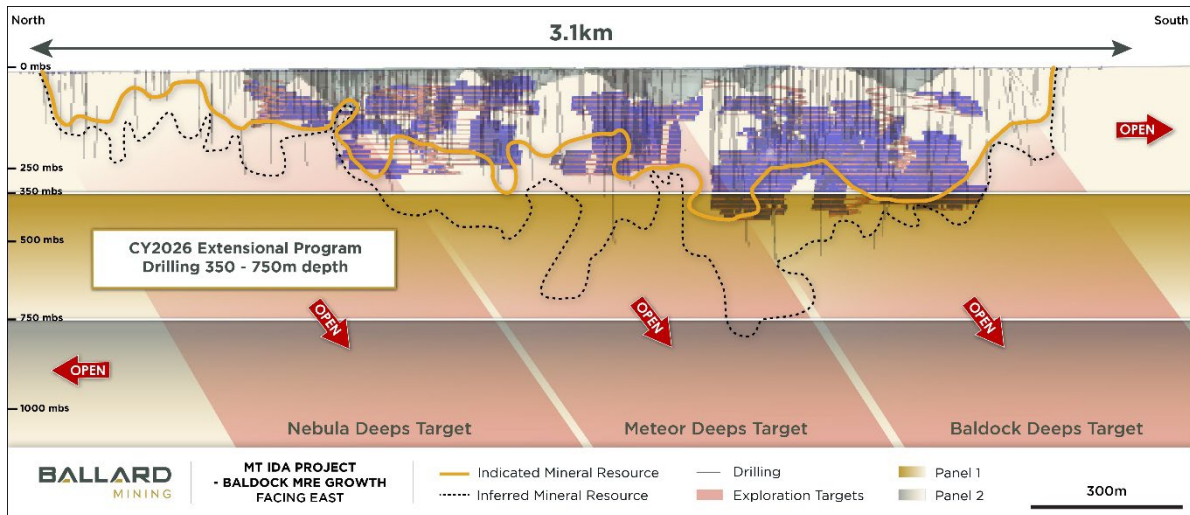 North
South
3.1km
0 mbs
250 mbs
350 mbs
500 mbs
750 mbs
1000 mbs
OPEN
CY2026 Extensional Program
Drilling 350 - 750m depth
OPEN
OPEN
OPEN
OPEN
Nebula Deeps Target
Meteor Deeps Target
Baldock Deeps Target
BALLARD
MINING
MT IDA PROJECT
- BALDOCK MRE GROWTH
FACING EAST
Indicated Mineral Resource
Inferred Mineral Resource
Drilling
Exploration Targets
Panel 1
Panel 2
300m